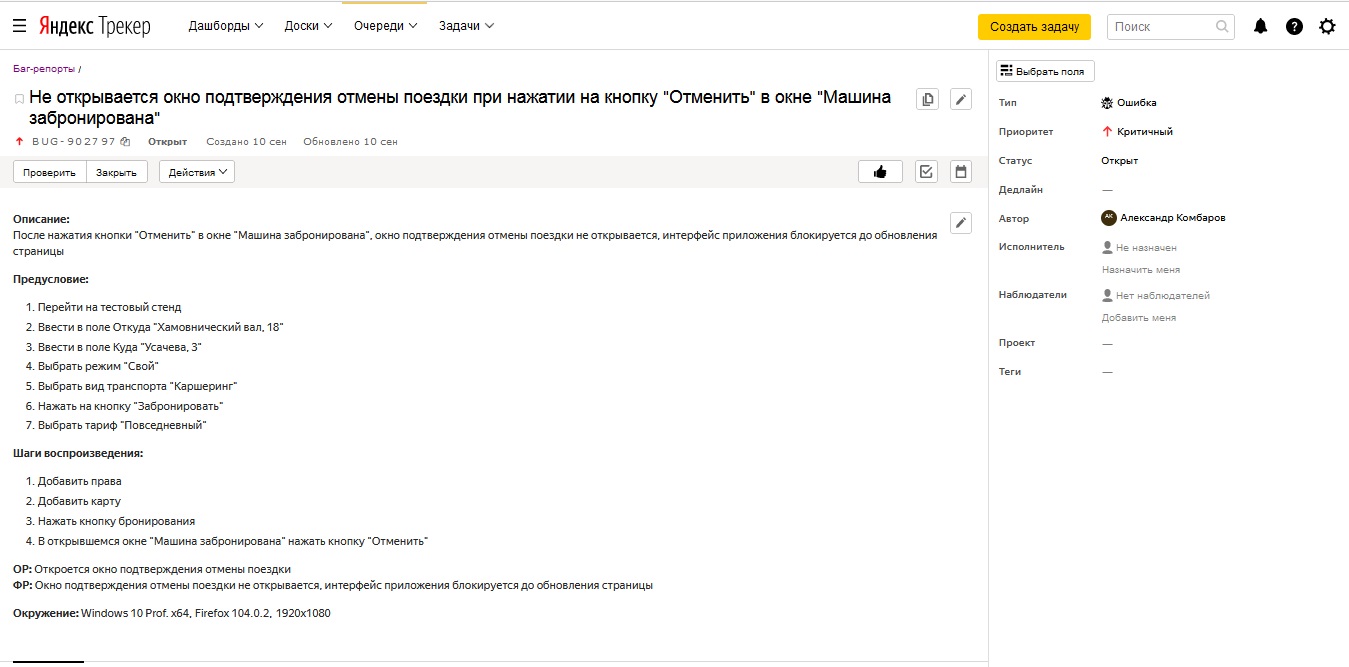 Яндекс Трекер
Дашборды
Доски
Очереди
Задачи
Создать задачу
Поиск
Баг-репорты /
Не открывается окно подтверждения отмены поездки при нажатии на кнопку "Отменить" в окне "Машина
забронирована"
BUG-902797 Открыт Создано 10 сен Обновлено 10 сен
Проверить Закрыть Действия
Описание:
После нажатия кнопки "Отменить" в окне "Машина забронирована", окно подтверждения отмены поездки не открывается, интерфейс приложения блокируется до обновления
страницы
Предусловие:
1. Перейти на тестовый стенд
2. Ввести в поле Откуда "Хамовнический вал, 18"
3. Ввести в поле Куда "Усачева, 3"
4. Выбрать режим "Свой"
5. Выбрать вид транспорта "Каршеринг"
6. Нажать на кнопку "Забронировать"
7. Выбрать тариф "Повседневный"
Шаги воспроизведения:
1. Добавить права
2. Добавить карту
3. Нажать кнопку бронирования
4. В открывшемся окне "Машина забронирована" нажать кнопку "Отменить"
ОР: Откроется окно подтверждения отмены поездки
ФР: Окно подтверждения отмены поездки не открывается, интерфейс приложения блокируется до обновления страницы
Окружение: Windows 10 Prof. x64, Firefox 104.0.2, 1920x1080
Выбрать поля
Тип Ошибка
Приоритет Критичный
Статус Открыт
Дедлайн —
Автор АК Александр Комбаров
Исполнитель Не назначен
Назначить меня
Наблюдатели Нет наблюдателей
Добавить меня
Проект —
Теги —